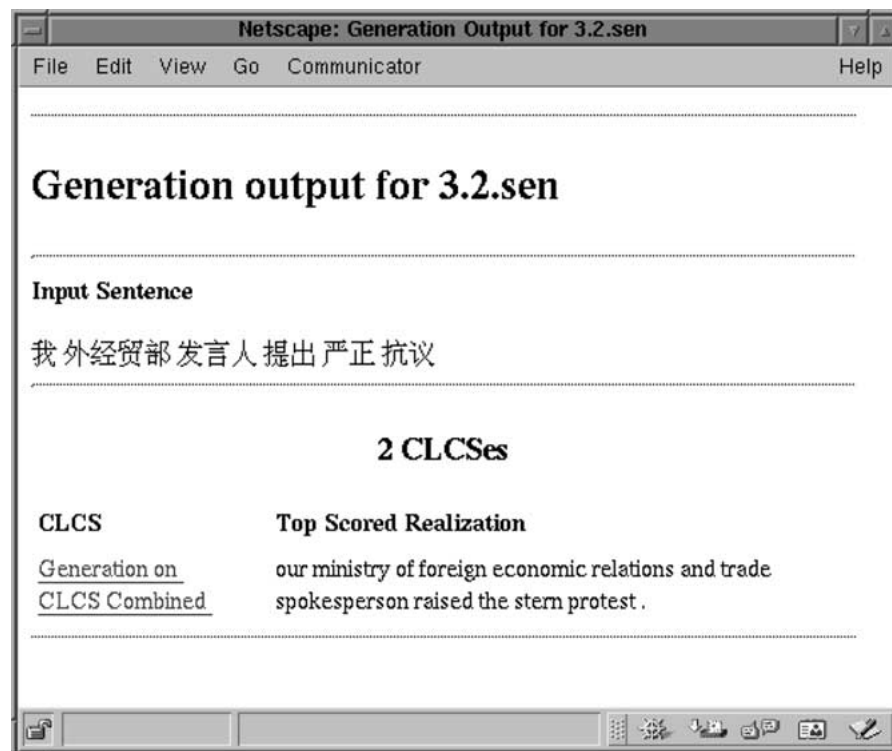 Netscape: Generation Output for 3.2.sen
File Edit View Go Communicator Help
Generation output for 3.2.sen
Input Sentence
我 外经贸部 发言人 提出 严正 抗议
2 CLCSes
CLCS Top Scored Realization
Generation on our ministry of foreign economic relations and trade
CLCS Combined spokesperson raised the stern protest .